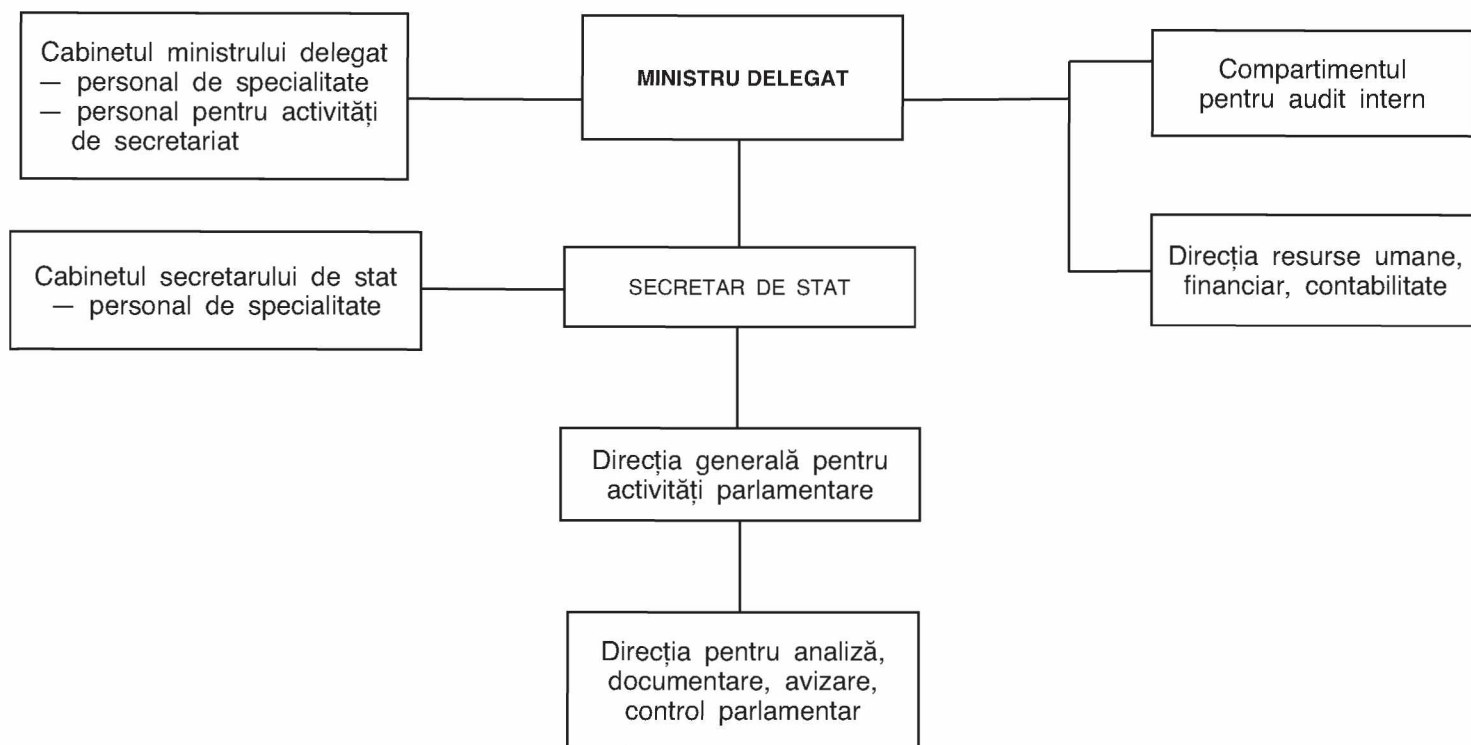 Cabinetul ministrului delegat
— personal de specialitate
— personal pentru activități
de secretariat
MINISTRU DELEGAT
Compartimentul
pentru audit intern
Cabinetul secretarului de stat
— personal de specialitate
SECRETAR DE STAT
Direcția resurse umane,
financiar, contabilitate
Direcția generală pentru
activități parlamentare
Direcția pentru analiză,
documentare, avizare,
control parlamentar